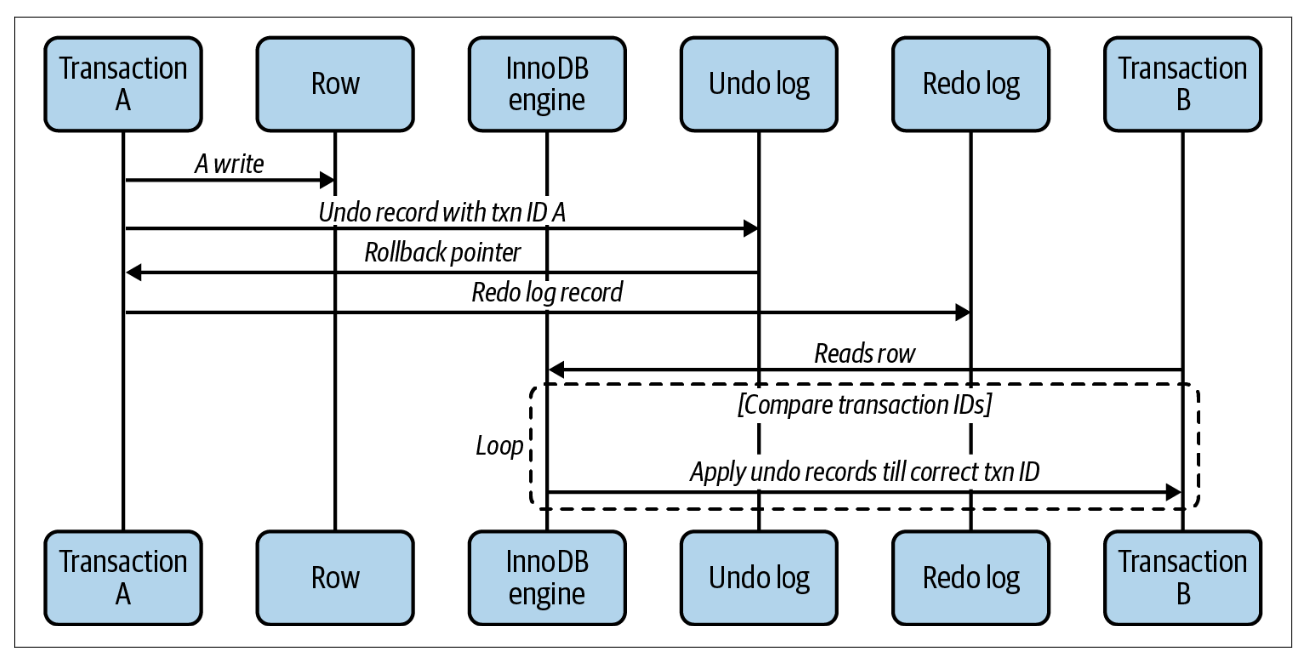 Transaction
A
Row
InnoDB
engine
Undo log
Redo log
Transaction
B
A write
Undo record with txn ID A
Rollback pointer
Redo log record
Reads row
[Compare transaction IDs]
Loop
Apply undo records till correct txn ID
Transaction
A
Row
InnoDB
engine
Undo log
Redo log
Transaction
B